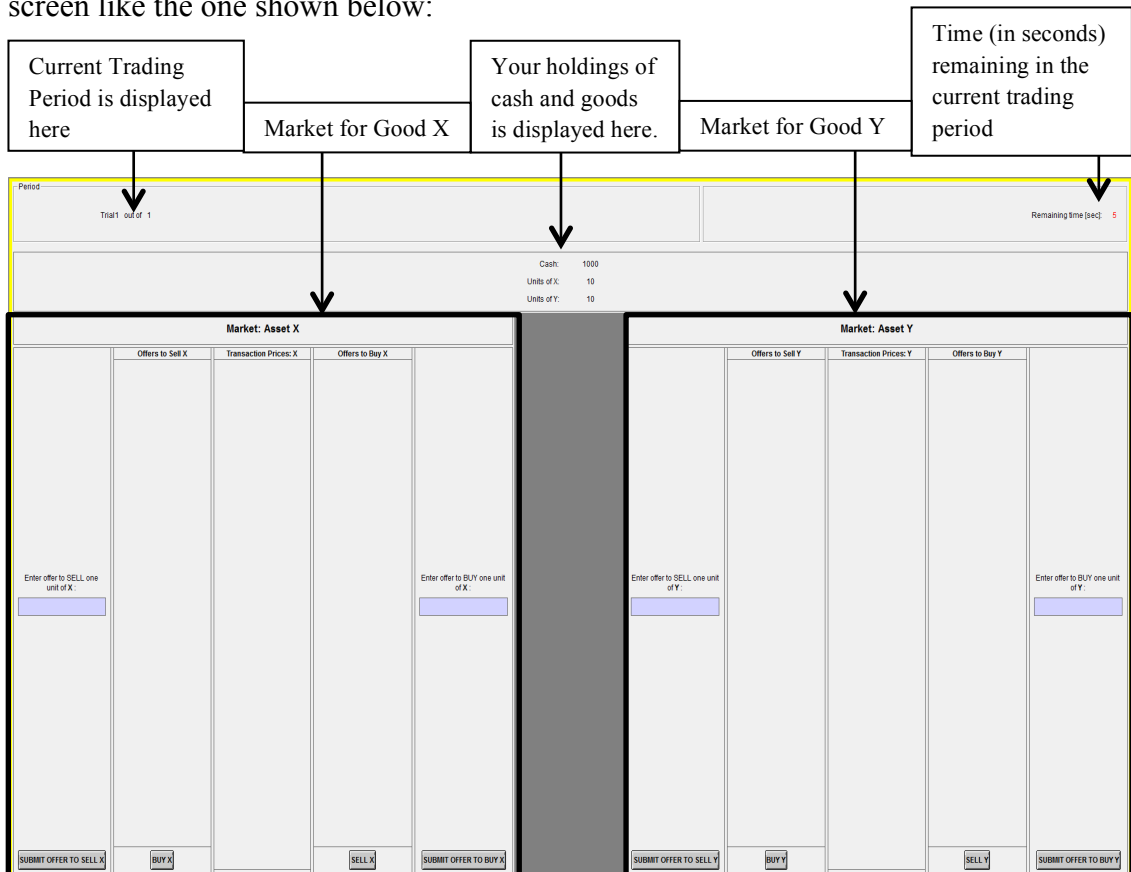 screen like the one shown below:
Current Trading
Period is displayed
here
Market for Good X
Your holdings of
cash and goods
is displayed here.
Market for Good Y
Time (in seconds)
remaining in the
current trading
period
Period
Trial1 out of 1
Remaining time [sec]: 5
Cash: 1000
Units of X: 10
Units of Y: 10
Market: Asset X
Offers to Sell X
Transaction Prices: X
Offers to Buy X
Enter offer to SELL one
unit of X :
Enter offer to BUY one unit
of X :
SUBMIT OFFER TO SELL X
BUY X
SELL X
SUBMIT OFFER TO BUY X
Market: Asset Y
Offers to Sell Y
Transaction Prices: Y
Offers to Buy Y
Enter offer to SELL one unit
of Y :
Enter offer to BUY one unit
of Y :
SUBMIT OFFER TO SELL Y
BUY Y
SELL Y
SUBMIT OFFER TO BUY Y